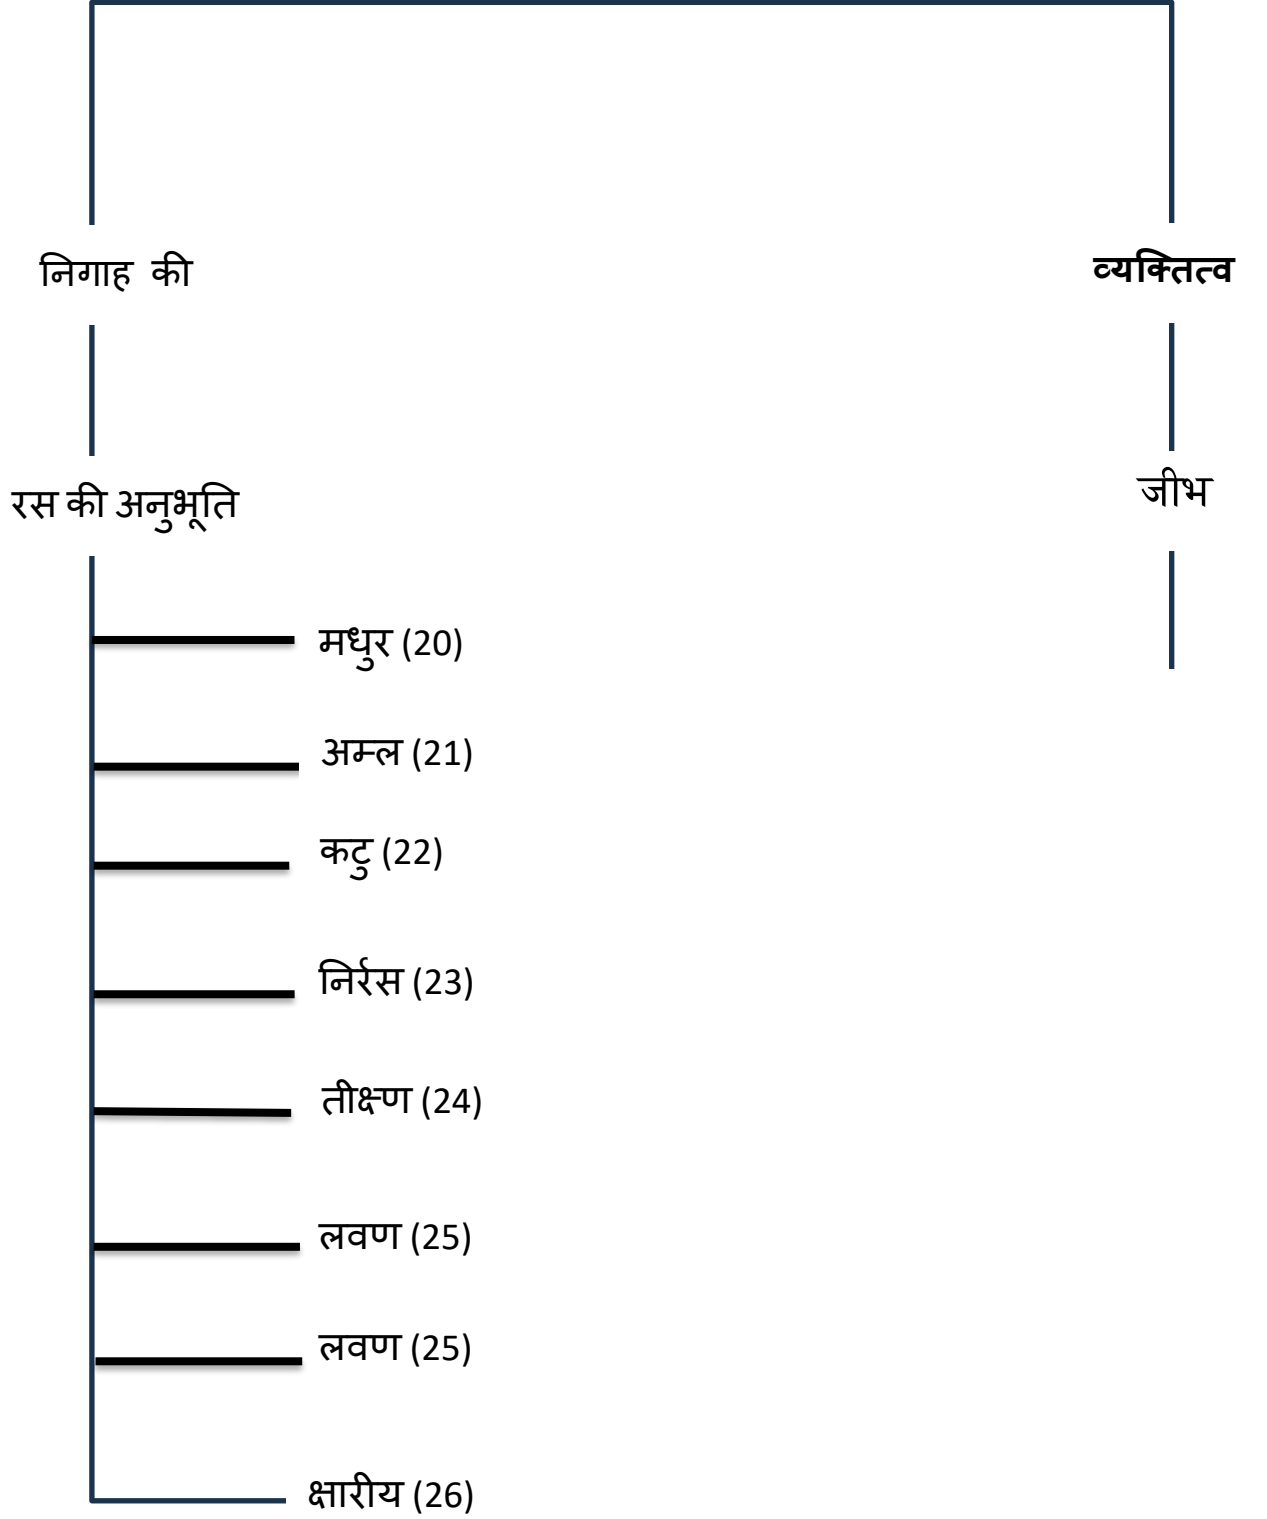 निगाह की
व्यक्तित्व
रस की अनुभूति
जीभ
मधुर (20)
अम्ल (21)
कटु (22)
निर्रस (23)
तीक्ष्ण (24)
लवण (25)
लवण (25)
क्षारीय (26)